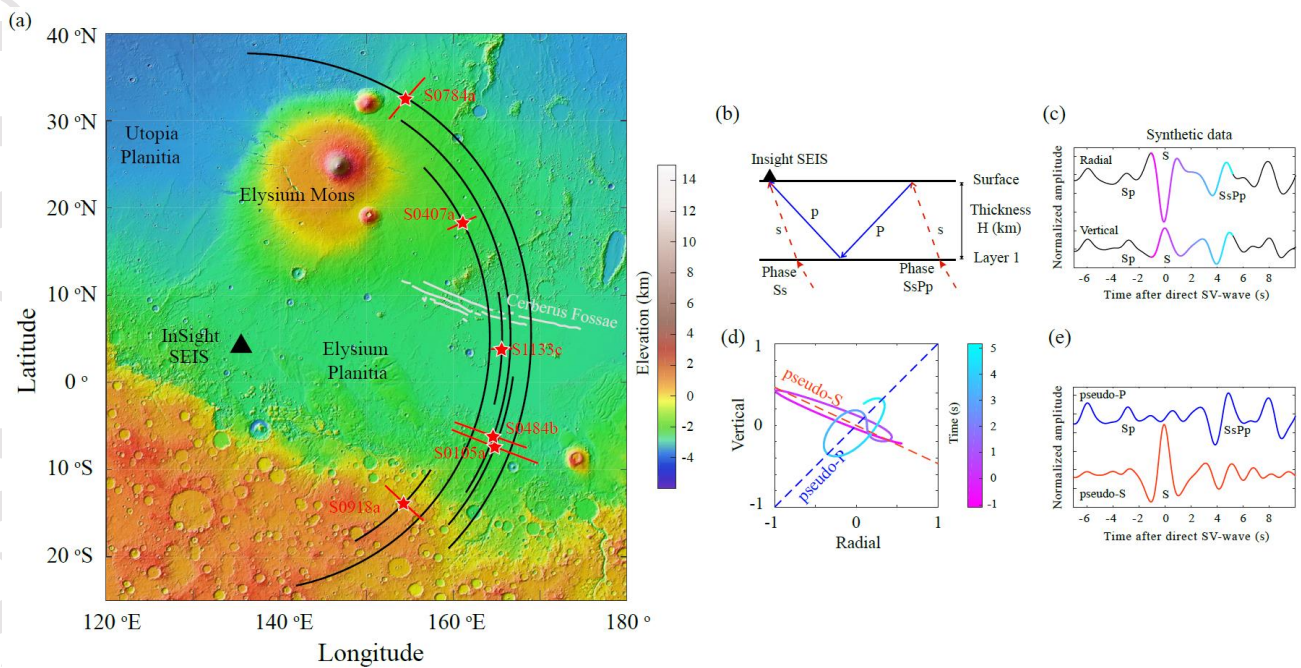 (a)
40 °N
30 °N
20 °N
10 °N
0 °
10 °S
20 °S
Latitude
120 °E
140 °E
160 °E
180 °
Longitude
Utopia
Planitia
Elysium Mons
InSight
SEIS
Elysium
Planitia
Cerberus Fossae
S0784a
S0407a
S1133c
S0484b
S0105a
S0918a
14
12
10
8
6
4
2
0
-2
-4
Elevation (km)
(b)
Insight SEIS
Surface
Thickness
H (km)
Layer 1
s
p
P
s
Phase
Ss
Phase
SsPp
(c)
Synthetic data
Radial
S
Sp
SsPp
Vertical
Sp
S
Normalized amplitude
-6 -4 -2 0 2 4 6 8
Time after direct SV-wave (s)
(d)
1
0
-1
Vertical
-1 0 1
Radial
pseudo-S
pseudo-P
5
4
3
2
1
0
-1
Time (s)
(e)
pseudo-P
Sp
SsPp
pseudo-S
S
Normalized amplitude
-6 -4 -2 0 2 4 6 8
Time after direct SV-wave (s)